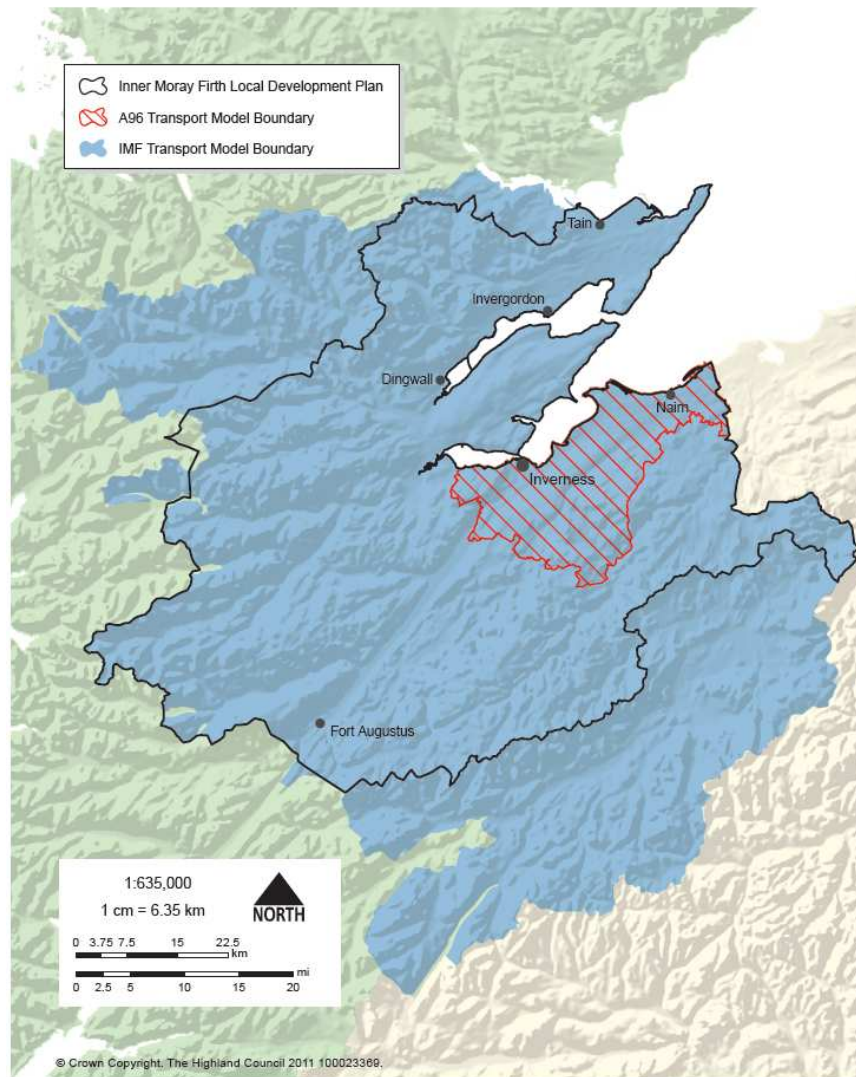 Inner Moray Firth Local Development Plan
A96 Transport Model Boundary
IMF Transport Model Boundary
Tain
Invergordon
Dingwall
Nairn
Inverness
Fort Augustus
1:635,000
1 cm = 6.35 km
NORTH
0 3.75 7.5 15 22.5
km
mi
0 2.5 5 10 15 20
© Crown Copyright. The Highland Council 2011 100023369.